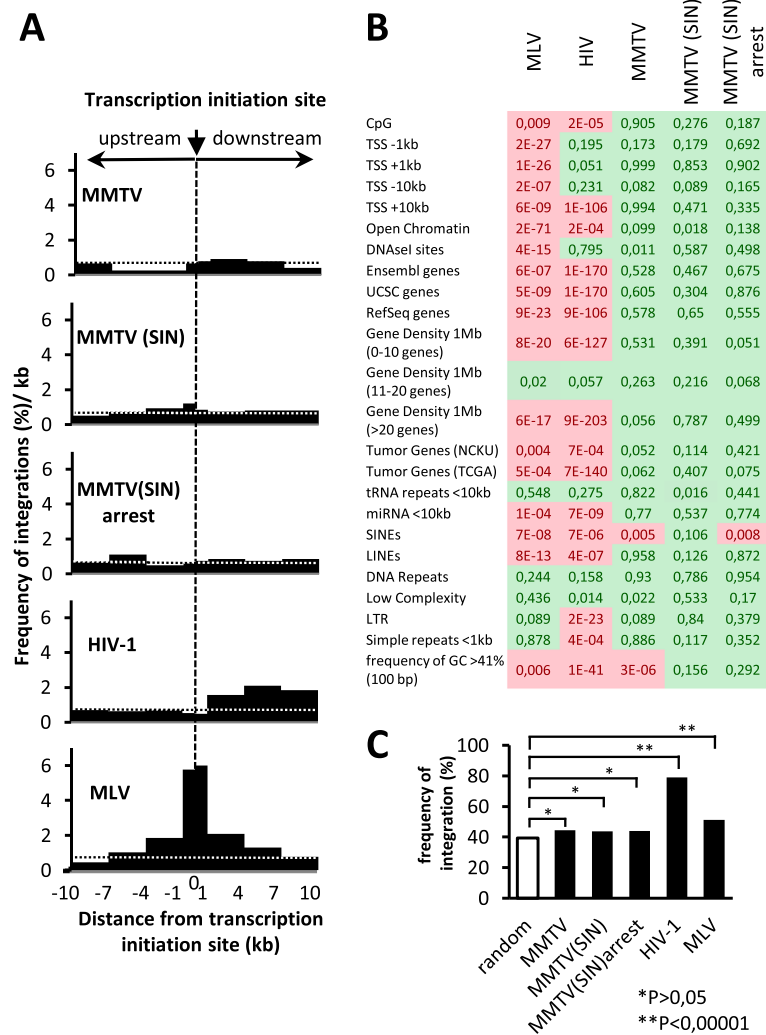 A
Transcription initiation site
upstream downstream
Frequency of integrations (%)/ kb
6
4
2
0
MMTV
6
4
2
0
MMTV (SIN)
6
4
2
0
MMTV(SIN)
arrest
6
4
2
0
HIV-1
6
4
2
0
MLV
-10 -7 -4 -1 0 1 4 7 10
Distance from transcription
initiation site (kb)
B
MLV HIV MMTV MMTV (SIN) MMTV (SIN) arrest
CpG 0,009 2E-05 0,905 0,276 0,187
TSS -1kb 2E-27 0,195 0,173 0,179 0,692
TSS +1kb 1E-26 0,051 0,999 0,853 0,902
TSS -10kb 2E-07 0,231 0,082 0,089 0,165
TSS +10kb 6E-09 1E-106 0,994 0,471 0,335
Open Chromatin 2E-71 2E-04 0,099 0,018 0,138
DNAseI sites 4E-15 0,795 0,011 0,587 0,498
Ensembl genes 6E-07 1E-170 0,528 0,467 0,675
UCSC genes 5E-09 1E-170 0,605 0,304 0,876
RefSeq genes 9E-23 9E-106 0,578 0,65 0,555
Gene Density 1Mb
(0-10 genes) 8E-20 6E-127 0,531 0,391 0,051
Gene Density 1Mb
(11-20 genes) 0,02 0,057 0,263 0,216 0,068
Gene Density 1Mb
(>20 genes) 6E-17 9E-203 0,056 0,787 0,499
Tumor Genes (NCKU) 0,004 7E-04 0,052 0,114 0,421
Tumor Genes (TCGA) 5E-04 7E-140 0,062 0,407 0,075
tRNA repeats <10kb 0,548 0,275 0,822 0,016 0,441
miRNA <10kb 1E-04 7E-09 0,77 0,537 0,774
SINEs 7E-08 7E-06 0,005 0,106 0,008
LINEs 8E-13 4E-07 0,958 0,126 0,872
DNA Repeats 0,244 0,158 0,93 0,786 0,954
Low Complexity 0,436 0,014 0,022 0,533 0,17
LTR 0,089 2E-23 0,089 0,84 0,379
Simple repeats <1kb 0,878 4E-04 0,886 0,117 0,352
frequency of GC >41%
(100 bp) 0,006 1E-41 3E-06 0,156 0,292
C
frequency of
integration (%)
100
80
60
40
20
0
**
**
*
*
*
random MMTV MMTV(SIN) MMTV(SIN)arrest HIV-1 MLV
*P>0,05
**P<0,00001